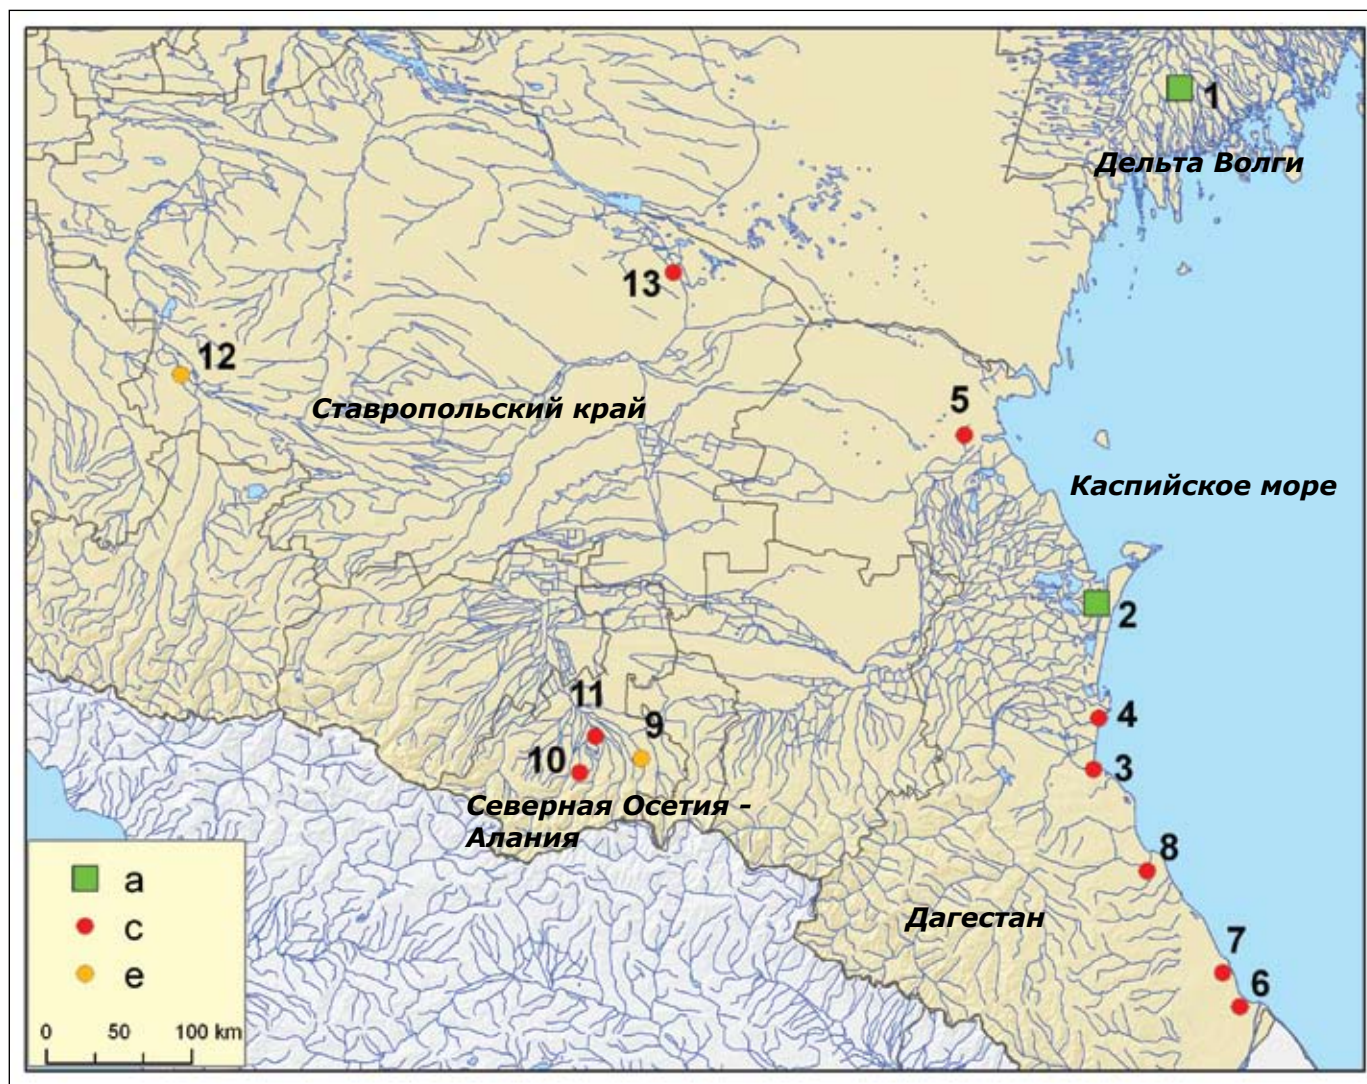 1
Дельта Волги
13
12
Ставропольский край
5
Каспийское море
2
11
9
4
10
3
Северная Осетия -
Алания
8
Дагестан
7
6
a
c
e
0 50 100 km